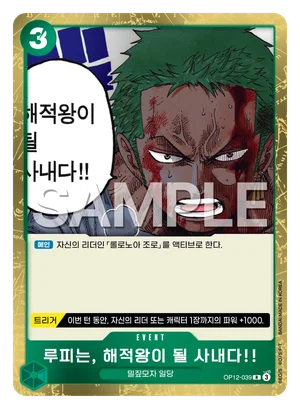 3
해적왕이
될
사내다!!
SAMPLE
메인 자신의 리더인 「롤로노아 조로」를 액티브로 한다.
트리거 이번 턴 동안, 자신의 리더 또는 캐릭터 1장까지의 파워 +1000.
EVENT
루피는, 해적왕이 될 사내다!!
밀짚모자 일당
OP12-039 R 3